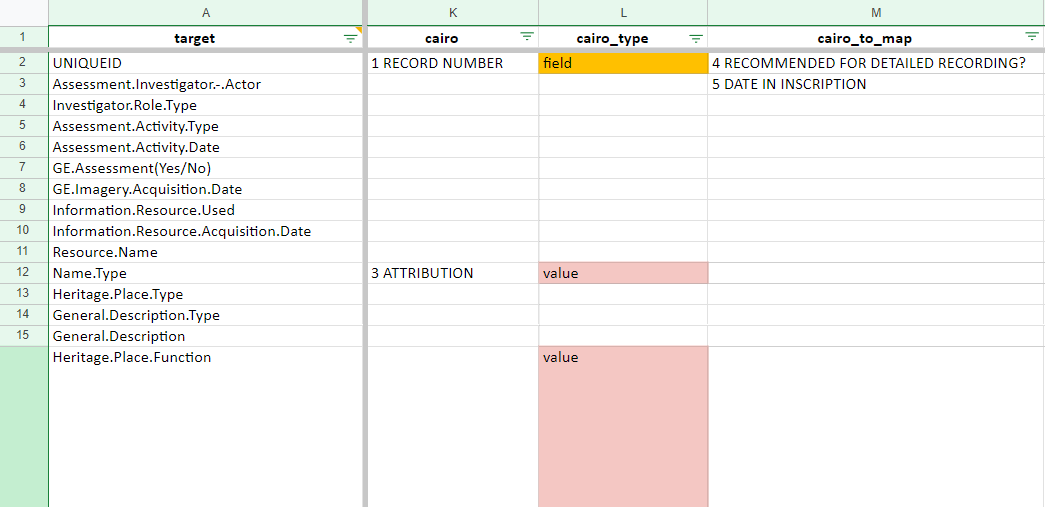 A K L M
1 target cairo cairo_type cairo_to_map
2 UNIQUEID 1 RECORD NUMBER field 4 RECOMMENDED FOR DETAILED RECORDING?
3 Assessment.Investigator.-.Actor 5 DATE IN INSCRIPTION
4 Investigator.Role.Type
5 Assessment.Activity.Type
6 Assessment.Activity.Date
7 GE.Assessment(Yes/No)
8 GE.Imagery.Acquisition.Date
9 Information.Resource.Used
10 Information.Resource.Acquisition.Date
11 Resource.Name
12 Name.Type 3 ATTRIBUTION value
13 Heritage.Place.Type
14 General.Description.Type
15 General.Description
Heritage.Place.Function value